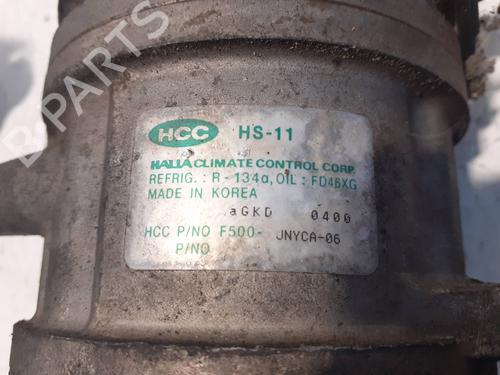 HCC HS-11
HALLA CLIMATE CONTROL CORP.
REFRIG. : R - 134a, OIL : FD46XG
MADE IN KOREA
aGKD 0400
HCC P/NO F500- JNYCA-06
P/NO
B-PARTS